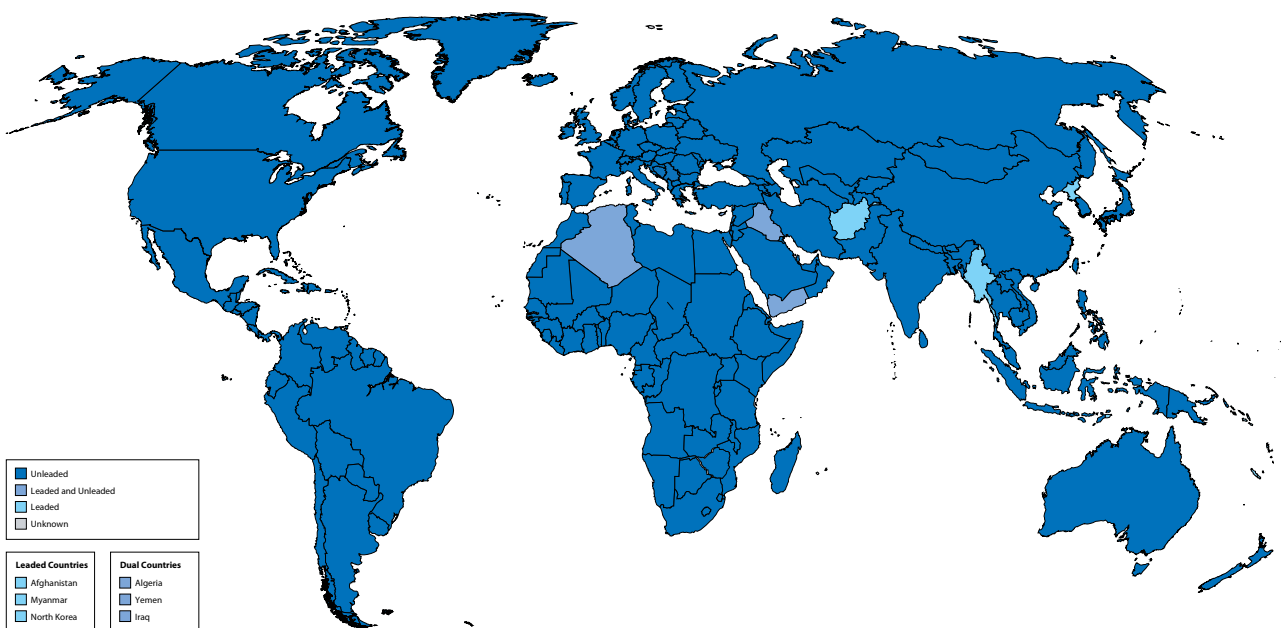 Unleaded
Leaded and Unleaded
Leaded
Unknown
Leaded Countries
Afghanistan
Myanmar
North Korea
Dual Countries
Algeria
Yemen
Iraq